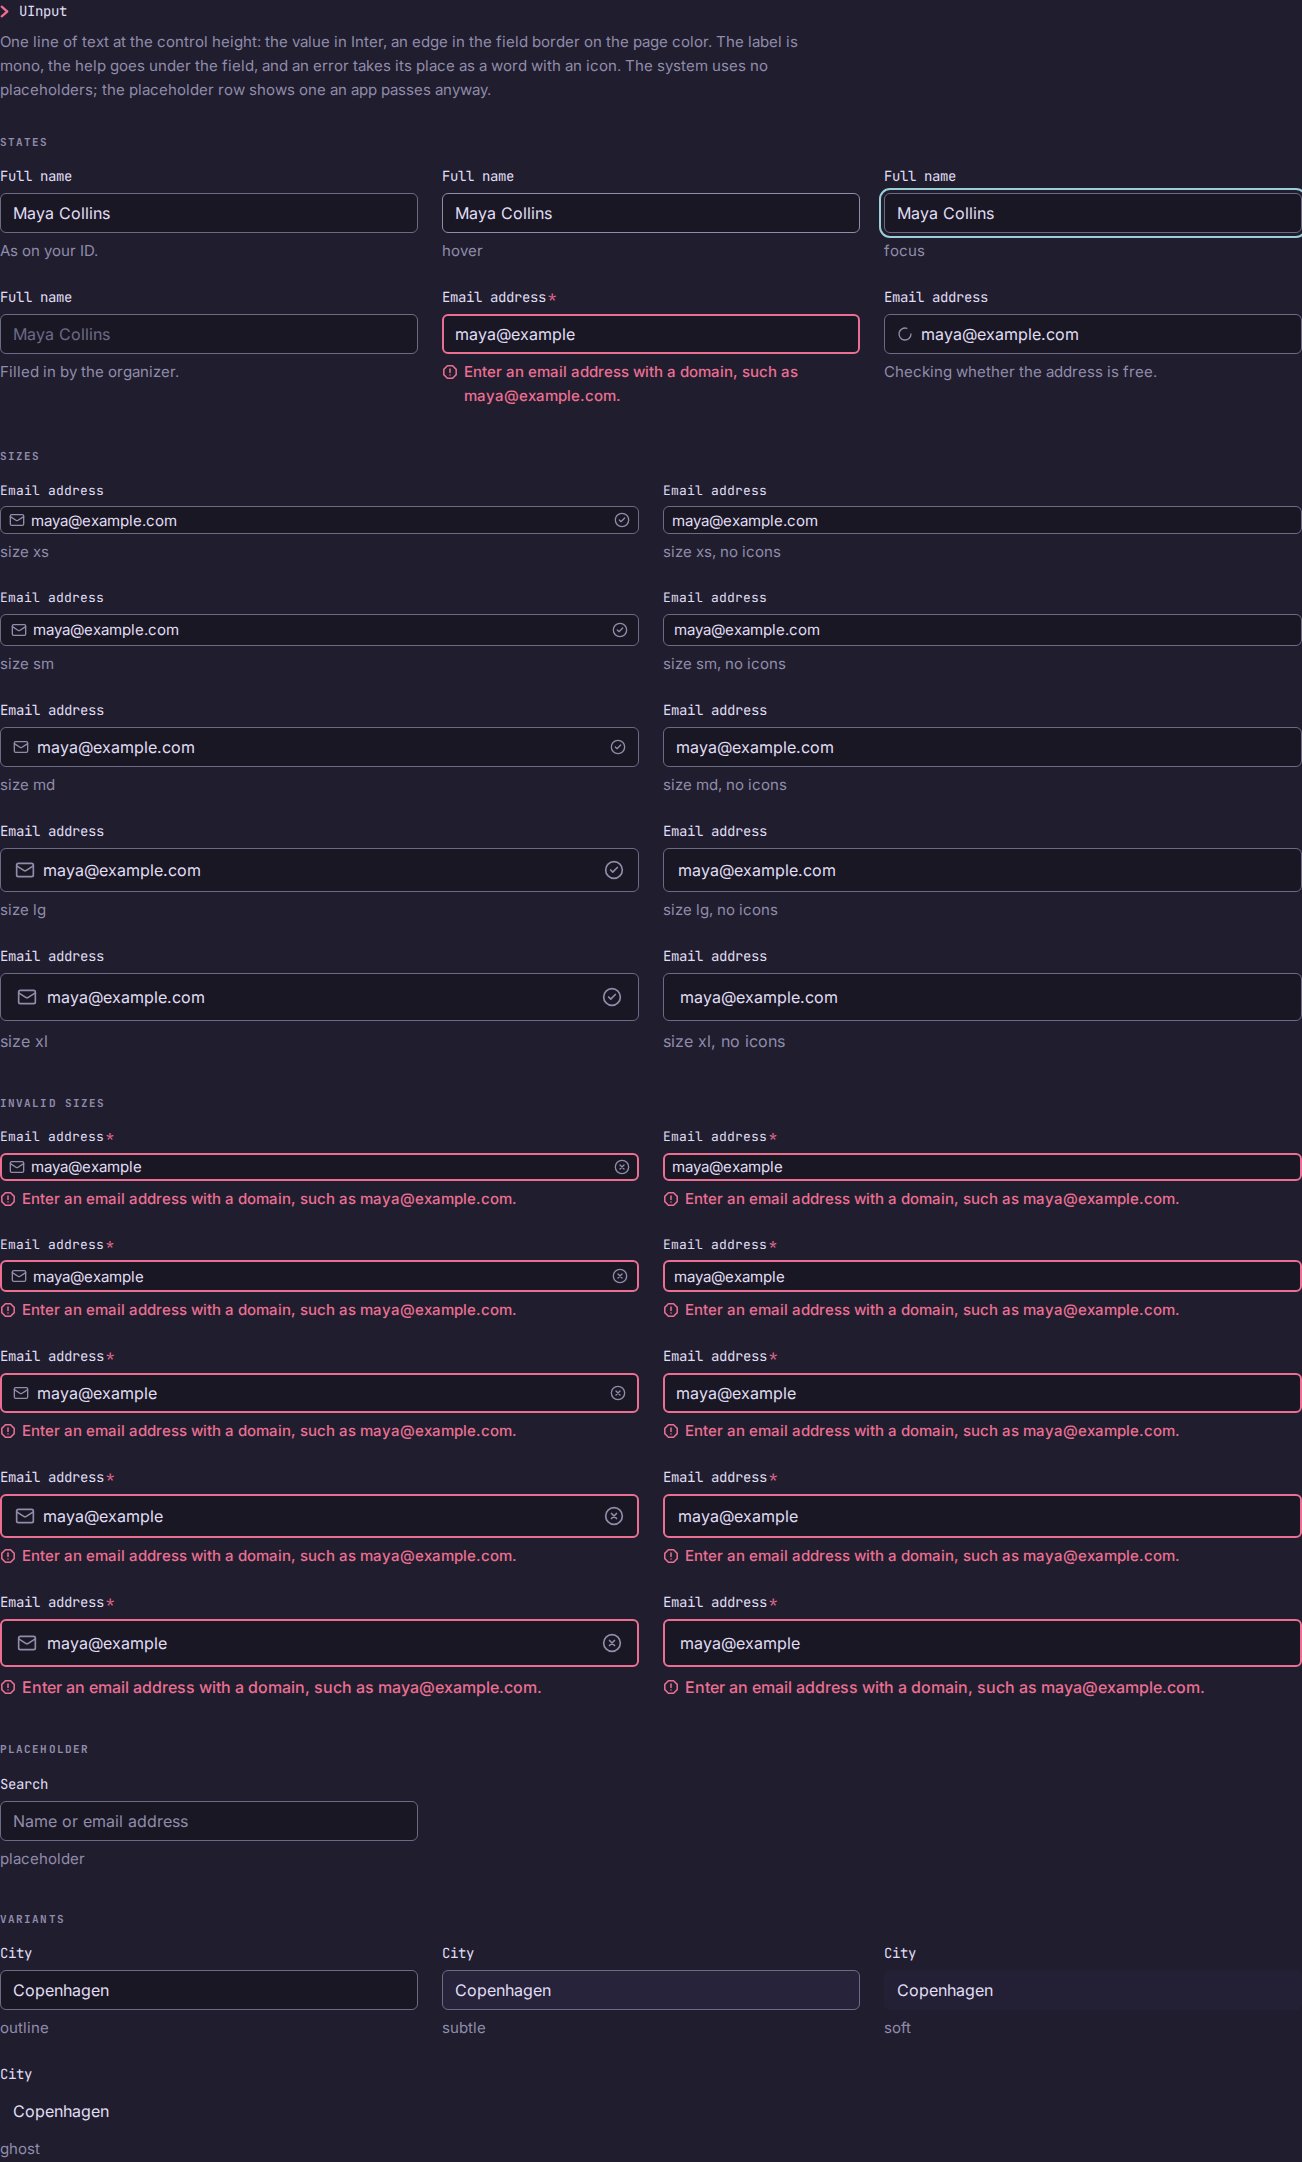 UInput
One line of text at the control height: the value in Inter, an edge in the field border on the page color. The label is
mono, the help goes under the field, and an error takes its place as a word with an icon. The system uses no
placeholders; the placeholder row shows one an app passes anyway.
STATES
Full name
Full name
Full name
Maya Collins
Maya Collins
Maya Collins
As on your ID.
hover
focus
Full name
Email address*
Email address
Maya Collins
maya@example
maya@example.com
Filled in by the organizer.
Enter an email address with a domain, such as
maya@example.com.
Checking whether the address is free.
SIZES
Email address
Email address
maya@example.com
maya@example.com
size xs
size xs, no icons
Email address
Email address
maya@example.com
maya@example.com
size sm
size sm, no icons
Email address
Email address
maya@example.com
maya@example.com
size md
size md, no icons
Email address
Email address
maya@example.com
maya@example.com
size lg
size lg, no icons
Email address
Email address
maya@example.com
maya@example.com
size xl
size xl, no icons
INVALID SIZES
Email address*
Email address*
maya@example
maya@example
Enter an email address with a domain, such as maya@example.com.
Enter an email address with a domain, such as maya@example.com.
Email address*
Email address*
maya@example
maya@example
Enter an email address with a domain, such as maya@example.com.
Enter an email address with a domain, such as maya@example.com.
Email address*
Email address*
maya@example
maya@example
Enter an email address with a domain, such as maya@example.com.
Enter an email address with a domain, such as maya@example.com.
Email address*
Email address*
maya@example
maya@example
Enter an email address with a domain, such as maya@example.com.
Enter an email address with a domain, such as maya@example.com.
Email address*
Email address*
maya@example
maya@example
Enter an email address with a domain, such as maya@example.com.
Enter an email address with a domain, such as maya@example.com.
PLACEHOLDER
Search
Name or email address
placeholder
VARIANTS
City
City
City
Copenhagen
Copenhagen
Copenhagen
outline
subtle
soft
City
Copenhagen
ghost